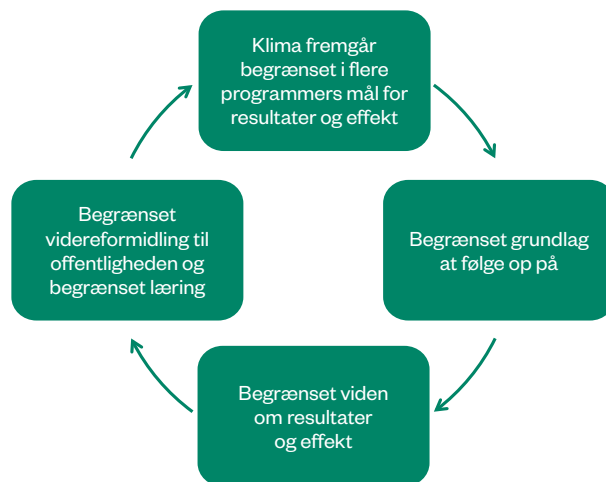 Klima fremgår
begrænset i flere
programmers mål for
resultater og effekt
Begrænset grundlag
at følge op på
Begrænset viden
om resultater
og effekt
Begrænset
videreformidling til
offentligheden og
begrænset læring